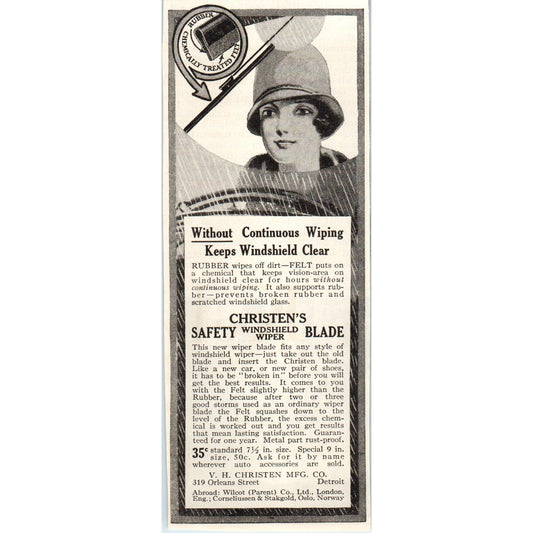 RUBBER
CHEMICALLY TREATED FELT
Without Continuous Wiping
Keeps Windshield Clear
RUBBER wipes off dirt—FELT puts on
a chemical that keeps vision-area on
windshield clear for hours without
continuous wiping. It also supports rub-
ber—prevents broken rubber and
scratched windshield glass.
CHRISTEN'S
SAFETY WINDSHIELD WIPER BLADE
This new wiper blade fits any style of
windshield wiper—just take out the old
blade and insert the Christen blade.
Like a new car, or new pair of shoes,
it has to be "broken in" before you will
get the best results. It comes to you
with the Felt slightly higher than the
Rubber, because after two or three
good storms used as an ordinary wiper
blade the Felt squashes down to the
level of the Rubber, the excess chem-
ical is worked out and you get results
that mean lasting satisfaction. Guaran-
teed for one year. Metal part rust-proof.
35c standard 7½ in. size. Special 9 in.
size, 50c. Ask for it by name
wherever auto accessories are sold.
V. H. CHRISTEN MFG. CO.
319 Orleans Street Detroit
Abroad: Wilcot (Parent) Co., Ltd., London,
Eng.; Corneliussen & Stakgold, Oslo, Norway